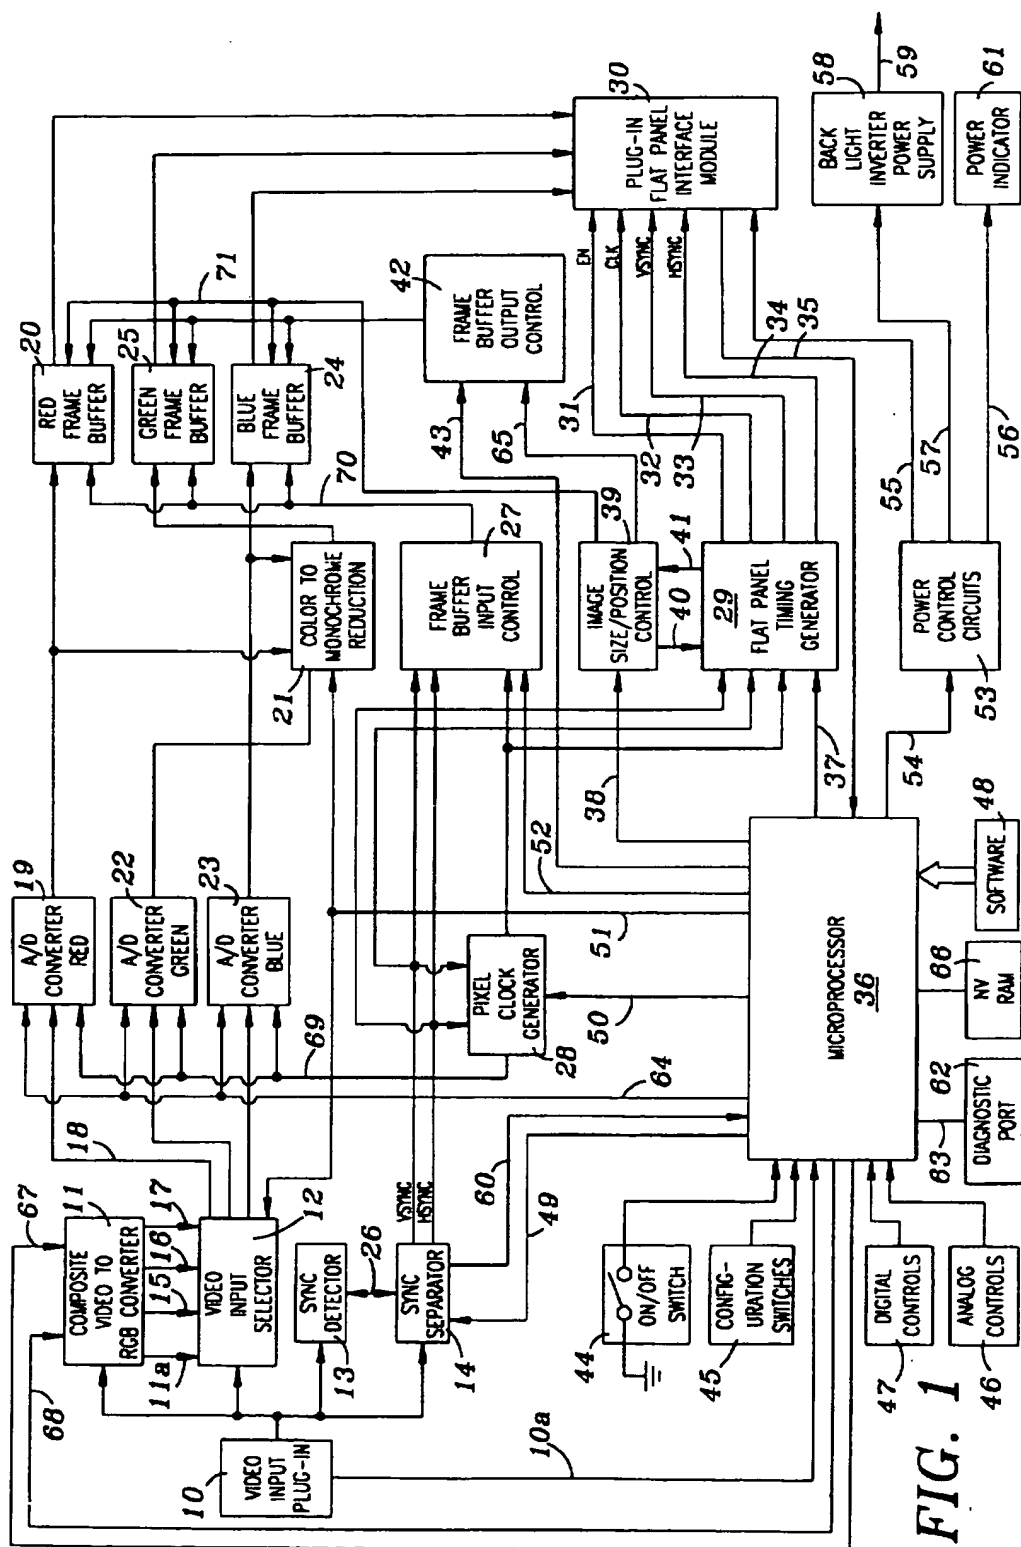 67
68
COMPOSITE
VIDEO TO
RGB CONVERTER
11
11a
15
16
17
18
VIDEO
INPUT
SELECTOR
12
10
VIDEO
INPUT
PLUG-IN
10a
SYNC
DETECTOR
13
26
SYNC
SEPARATOR
14
VSYNC
HSYNC
60
49
A/D
CONVERTER
RED
19
A/D
CONVERTER
GREEN
22
A/D
CONVERTER
BLUE
23
69
64
PIXEL
CLOCK
GENERATOR
28
50
51
52
COLOR TO
MONOCHROME
REDUCTION
21
RED
FRAME
BUFFER
20
GREEN
FRAME
BUFFER
25
BLUE
FRAME
BUFFER
24
70
71
FRAME
BUFFER
INPUT
CONTROL
27
FRAME
BUFFER
OUTPUT
CONTROL
42
43
65
IMAGE
SIZE/POSITION
CONTROL
39
38
40
41
29
FLAT PANEL
TIMING
GENERATOR
37
31
32
33
34
35
EN
CLK
VSYNC
HSYNC
PLUG-IN
FLAT PANEL
INTERFACE
MODULE
30
44
ON/OFF
SWITCH
CONFIG-
URATION
SWITCHES
45
DIGITAL
CONTROLS
47
ANALOG
CONTROLS
46
MICROPROCESSOR
36
DIAGNOSTIC
PORT
62
63
NV
RAM
66
SOFTWARE
48
54
POWER
CONTROL
CIRCUITS
53
55
57
56
BACK
LIGHT
INVERTER
POWER
SUPPLY
58
59
POWER
INDICATOR
61
FIG. 1